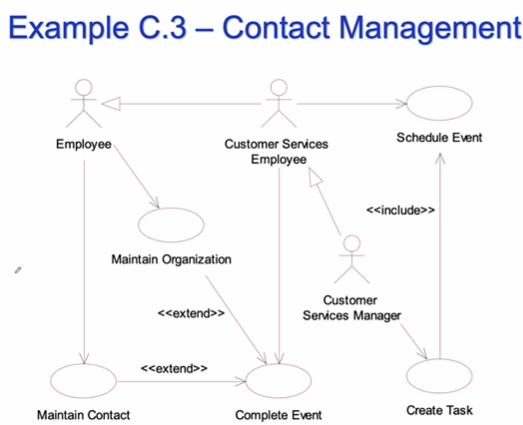 Example C.3 – Contact Management
Employee
Customer Services
Employee
Schedule Event
<<include>>
Maintain Organization
Customer
Services Manager
<<extend>>
<<extend>>
Maintain Contact
Complete Event
Create Task